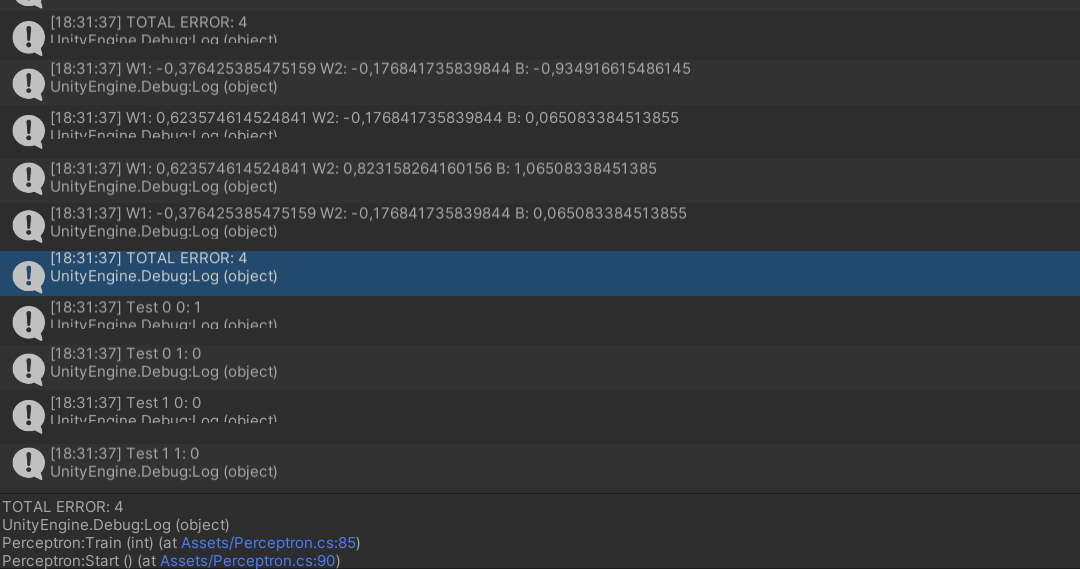 [18:31:37] TOTAL ERROR: 4
UnityEngine.Debug:Log (object)
[18:31:37] W1: -0,376425385475159 W2: -0,176841735839844 B: -0,934916615486145
UnityEngine.Debug:Log (object)
[18:31:37] W1: 0,623574614524841 W2: -0,176841735839844 B: 0,065083384513855
UnityEngine.Debug:Log (object)
[18:31:37] W1: 0,623574614524841 W2: 0,823158264160156 B: 1,06508338451385
UnityEngine.Debug:Log (object)
[18:31:37] W1: -0,376425385475159 W2: -0,176841735839844 B: 0,065083384513855
UnityEngine.Debug:Log (object)
[18:31:37] TOTAL ERROR: 4
UnityEngine.Debug:Log (object)
[18:31:37] Test 0 0: 1
UnityEngine.Debug:Log (object)
[18:31:37] Test 0 1: 0
UnityEngine.Debug:Log (object)
[18:31:37] Test 1 0: 0
UnityEngine.Debug:Log (object)
[18:31:37] Test 1 1: 0
UnityEngine.Debug:Log (object)
TOTAL ERROR: 4
UnityEngine.Debug:Log (object)
Perceptron:Train (int) (at Assets/Perceptron.cs:85)
Perceptron:Start () (at Assets/Perceptron.cs:90)